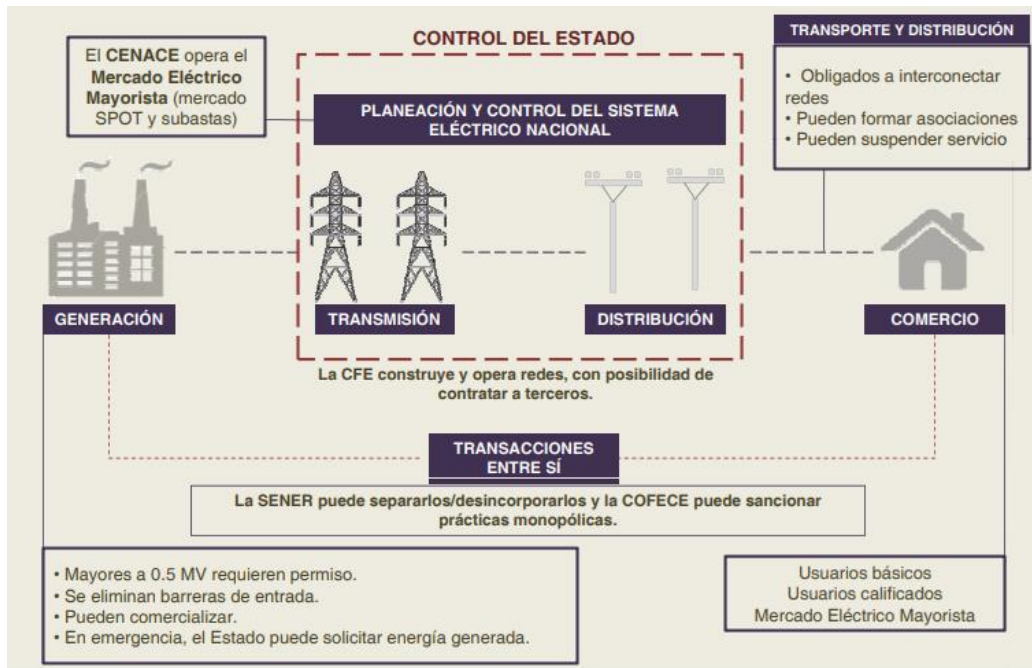 CONTROL DEL ESTADO
El CENACE opera el
Mercado Eléctrico
Mayorista (mercado
SPOT y subastas)
PLANEACIÓN Y CONTROL DEL SISTEMA
ELÉCTRICO NACIONAL
TRANSPORTE Y DISTRIBUCIÓN
• Obligados a interconectar
redes
• Pueden formar asociaciones
• Pueden suspender servicio
GENERACIÓN
TRANSMISIÓN
DISTRIBUCIÓN
COMERCIO
La CFE construye y opera redes, con posibilidad de
contratar a terceros.
TRANSACCIONES
ENTRE SÍ
La SENER puede separarlos/desincorporarlos y la COFECE puede sancionar
prácticas monopólicas.
• Mayores a 0.5 MV requieren permiso.
• Se eliminan barreras de entrada.
• Pueden comercializar.
• En emergencia, el Estado puede solicitar energía generada.
Usuarios básicos
Usuarios calificados
Mercado Eléctrico Mayorista